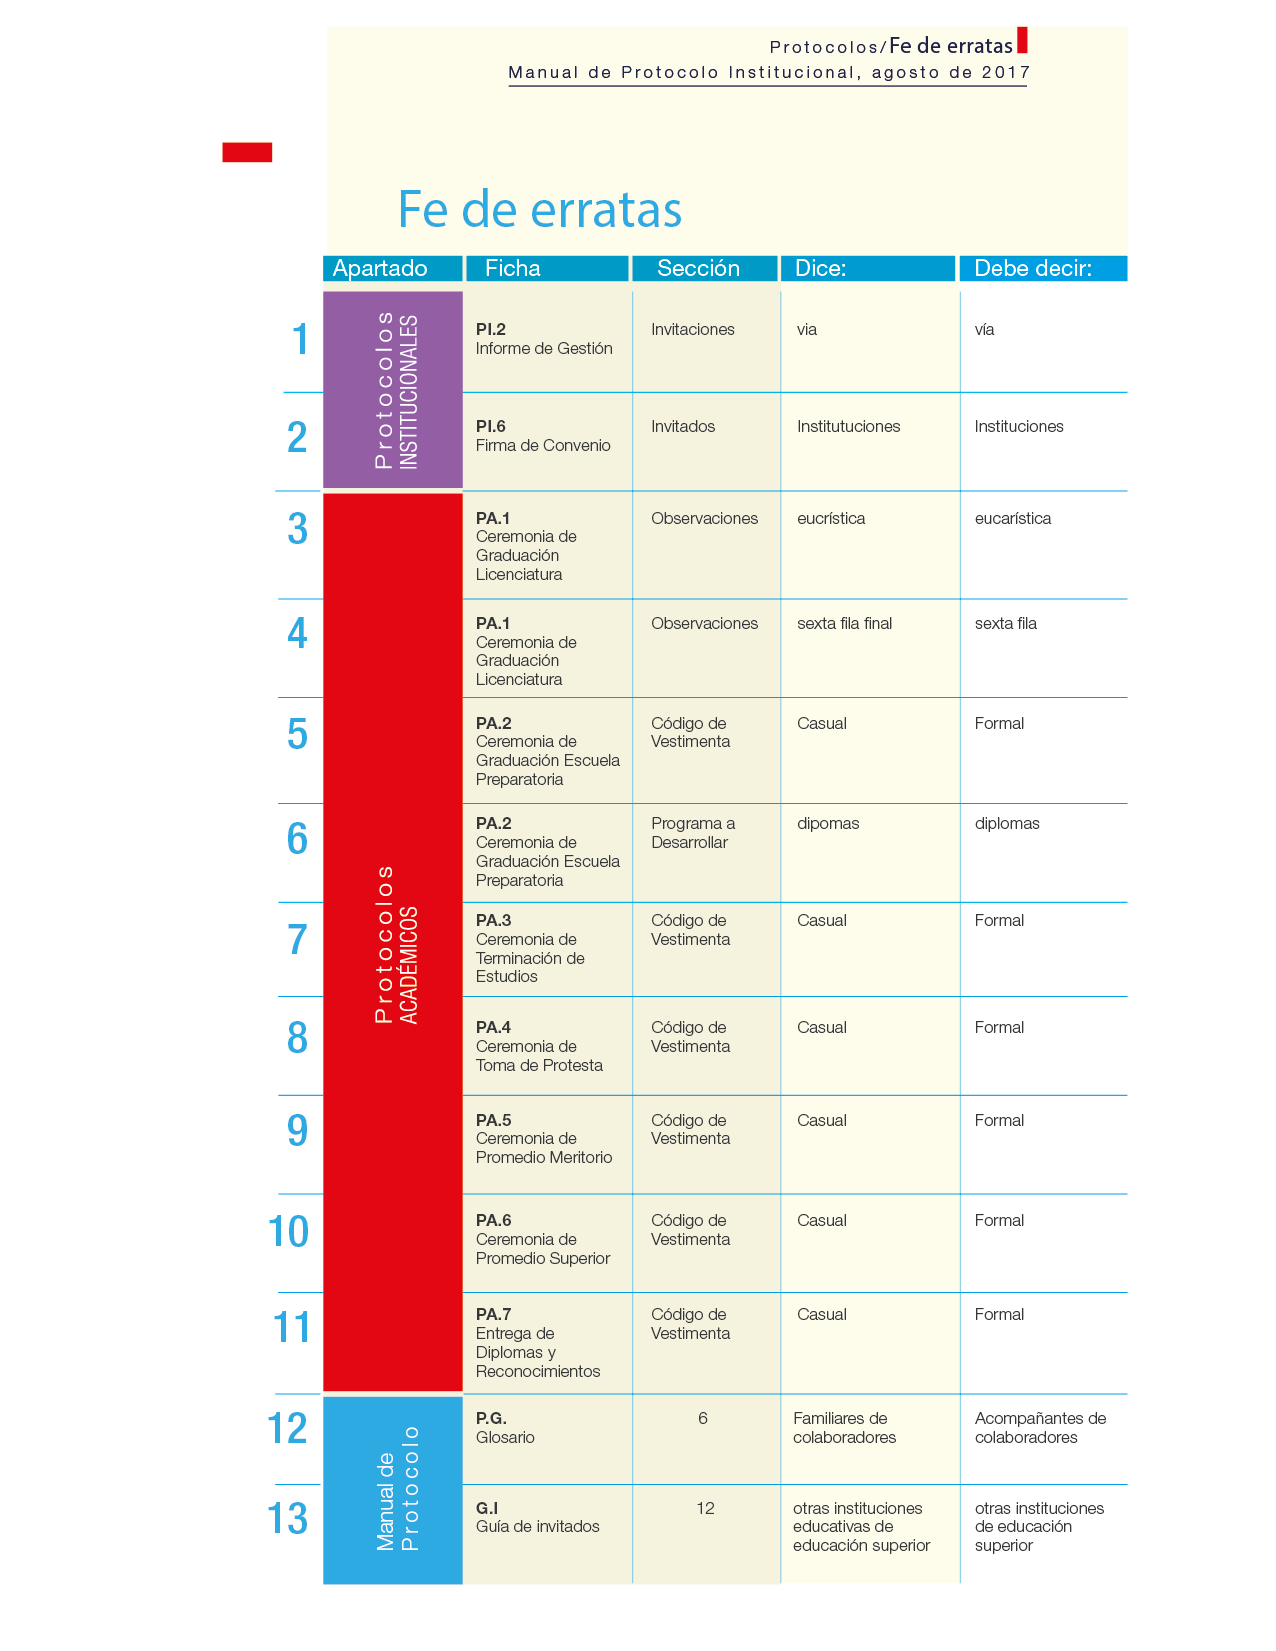 Protocolos/Fe de erratas
Manual de Protocolo Institucional, agosto de 2017
Fe de erratas
Apartado Ficha Sección Dice: Debe decir:
Protocolos
INSTITUCIONALES
1 PI.2 Invitaciones via vía
Informe de Gestión
2 PI.6 Invitados Institutuciones Instituciones
Firma de Convenio
Protocolos
ACADÉMICOS
3 PA.1 Observaciones eucrística eucarística
Ceremonia de
Graduación
Licenciatura
4 PA.1 Observaciones sexta fila final sexta fila
Ceremonia de
Graduación
Licenciatura
5 PA.2 Código de Casual Formal
Ceremonia de Vestimenta
Graduación Escuela
Preparatoria
6 PA.2 Programa a dipomas diplomas
Ceremonia de Desarrollar
Graduación Escuela
Preparatoria
7 PA.3 Código de Casual Formal
Ceremonia de Vestimenta
Terminación de
Estudios
8 PA.4 Código de Casual Formal
Ceremonia de Vestimenta
Toma de Protesta
9 PA.5 Código de Casual Formal
Ceremonia de Vestimenta
Promedio Meritorio
10 PA.6 Código de Casual Formal
Ceremonia de Vestimenta
Promedio Superior
11 PA.7 Código de Casual Formal
Entrega de Vestimenta
Diplomas y
Reconocimientos
Manual de
Protocolo
12 P.G. 6 Familiares de Acompañantes de
Glosario colaboradores colaboradores
13 G.I 12 otras instituciones otras instituciones
Guía de invitados educativas de de educación
educación superior superior